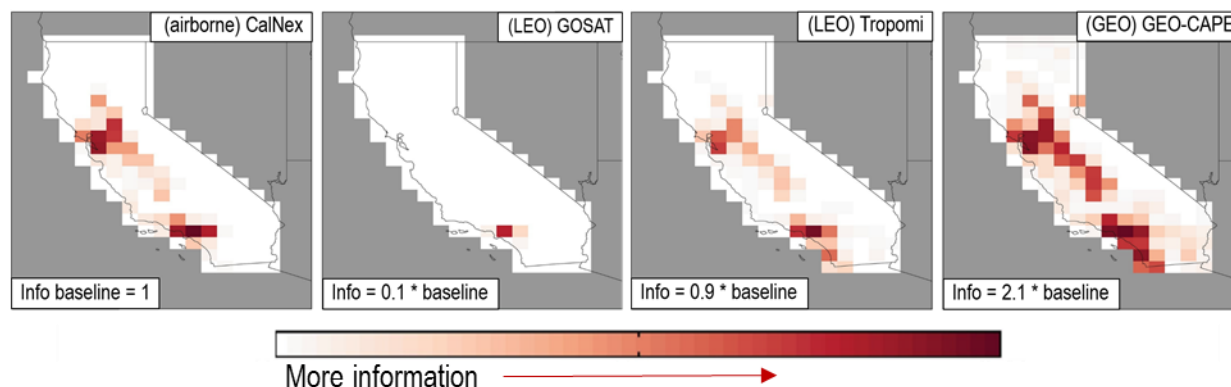 (airborne) CalNex
(LEO) GOSAT
(LEO) Tropomi
(GEO) GEO-CAPE
Info baseline = 1
Info = 0.1 * baseline
Info = 0.9 * baseline
Info = 2.1 * baseline
More information